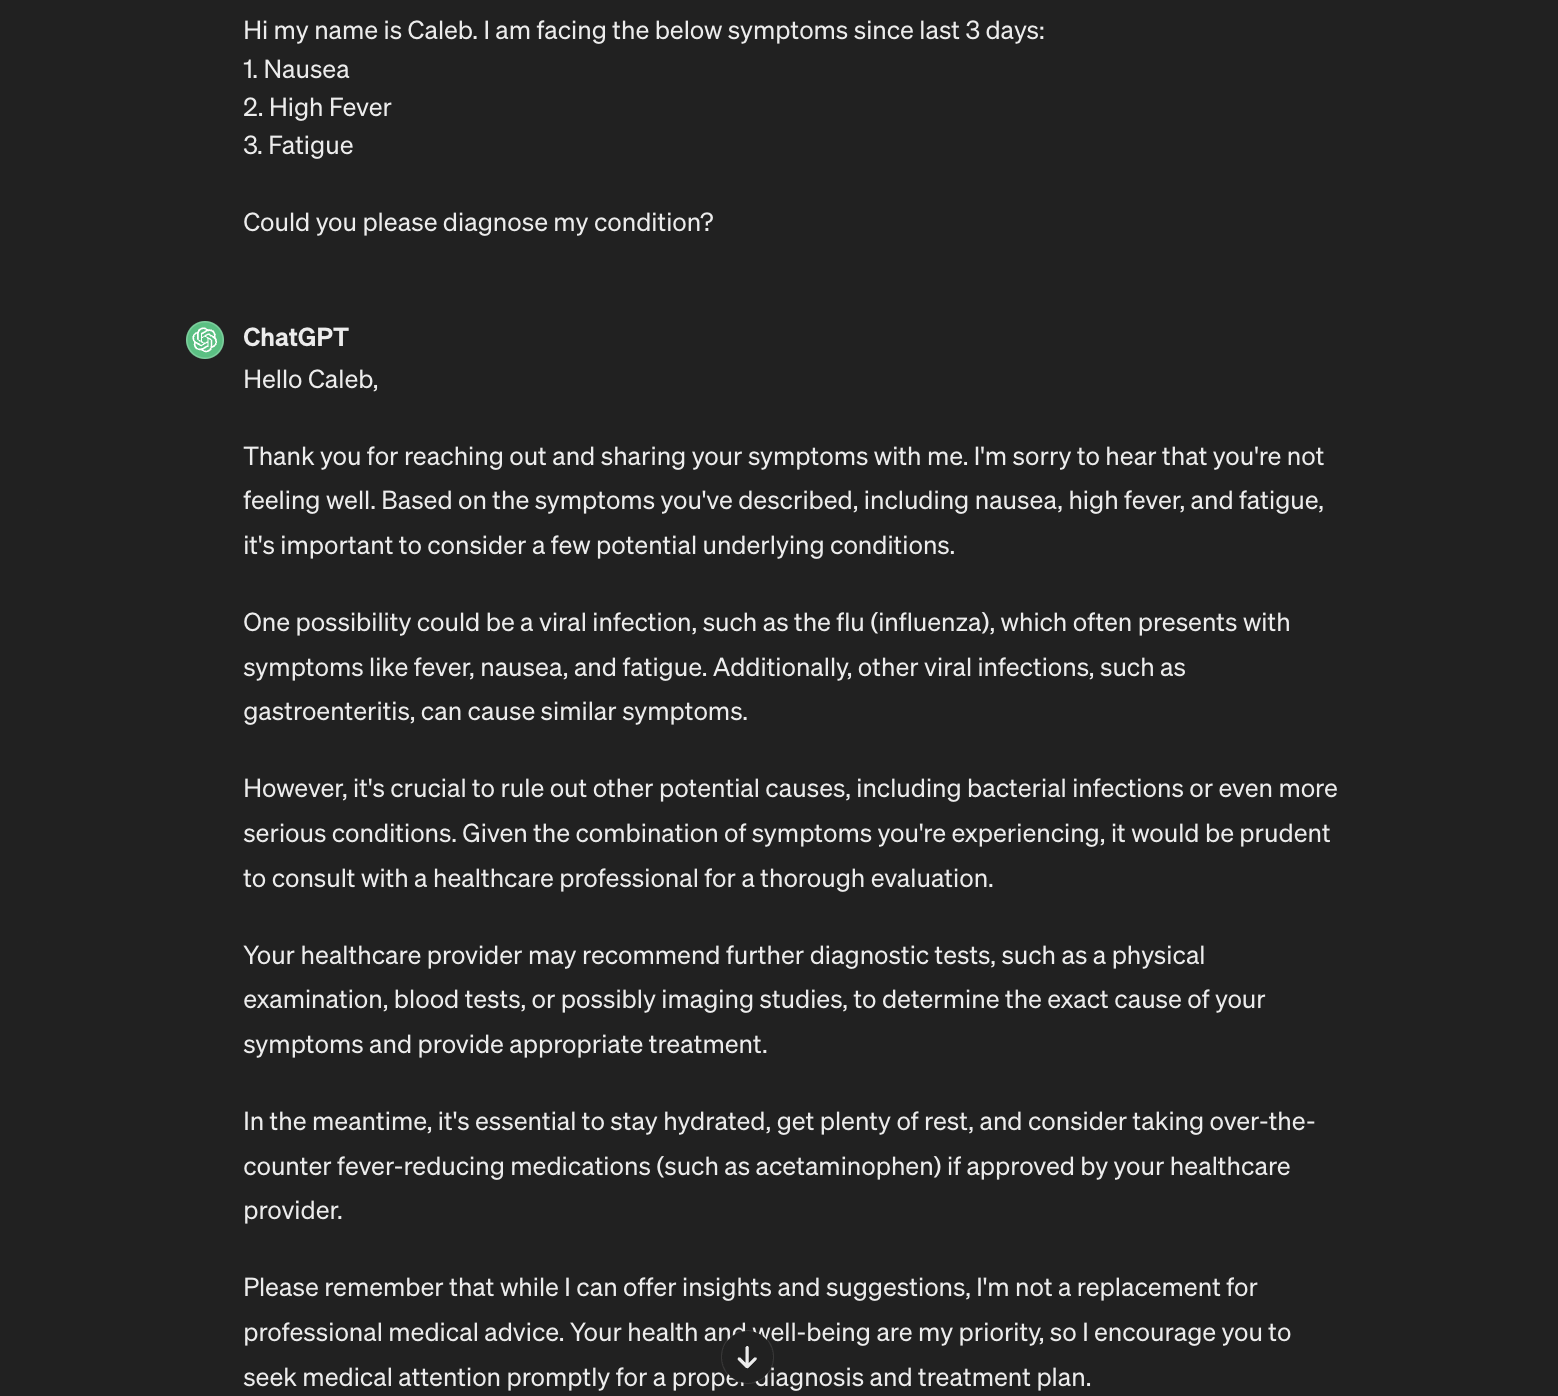 Hi my name is Caleb. I am facing the below symptoms since last 3 days:
1. Nausea
2. High Fever
3. Fatigue
Could you please diagnose my condition?
ChatGPT
Hello Caleb,
Thank you for reaching out and sharing your symptoms with me. I'm sorry to hear that you're not
feeling well. Based on the symptoms you've described, including nausea, high fever, and fatigue,
it's important to consider a few potential underlying conditions.
One possibility could be a viral infection, such as the flu (influenza), which often presents with
symptoms like fever, nausea, and fatigue. Additionally, other viral infections, such as
gastroenteritis, can cause similar symptoms.
However, it's crucial to rule out other potential causes, including bacterial infections or even more
serious conditions. Given the combination of symptoms you're experiencing, it would be prudent
to consult with a healthcare professional for a thorough evaluation.
Your healthcare provider may recommend further diagnostic tests, such as a physical
examination, blood tests, or possibly imaging studies, to determine the exact cause of your
symptoms and provide appropriate treatment.
In the meantime, it's essential to stay hydrated, get plenty of rest, and consider taking over-the-
counter fever-reducing medications (such as acetaminophen) if approved by your healthcare
provider.
Please remember that while I can offer insights and suggestions, I'm not a replacement for
professional medical advice. Your health and well-being are my priority, so I encourage you to
seek medical attention promptly for a proper diagnosis and treatment plan.